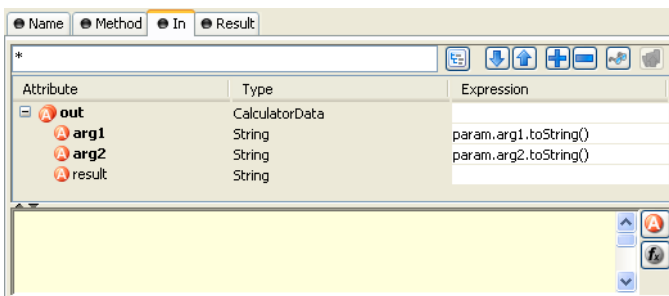 Name Method In Result
*
Attribute Type Expression
out CalculatorData
arg1 String param.arg1.toString()
arg2 String param.arg2.toString()
result String